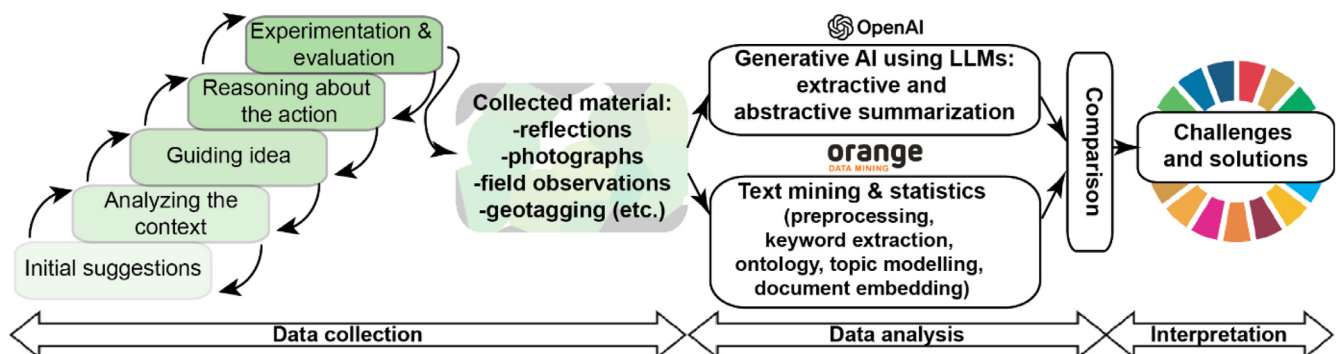 Experimentation &
evaluation
Reasoning about
the action
Guiding idea
Analyzing the
context
Initial suggestions
Collected material:
-reflections
-photographs
-field observations
-geotagging (etc.)
OpenAI
Generative AI using LLMs:
extractive and
abstractive summarization
orange
DATA MINING
Text mining & statistics
(preprocessing,
keyword extraction,
ontology, topic modelling,
document embedding)
Comparison
Challenges
and solutions
Data collection
Data analysis
Interpretation